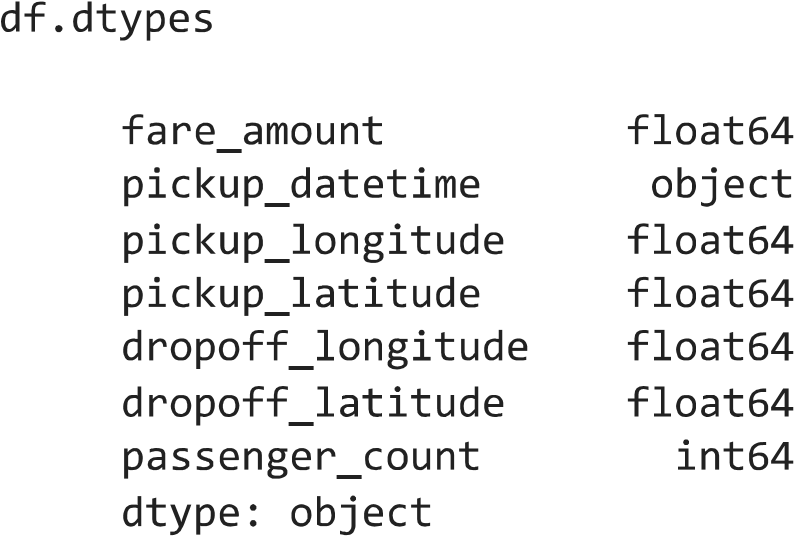 df.dtypes
fare_amount float64
pickup_datetime object
pickup_longitude float64
pickup_latitude float64
dropoff_longitude float64
dropoff_latitude float64
passenger_count int64
dtype: object